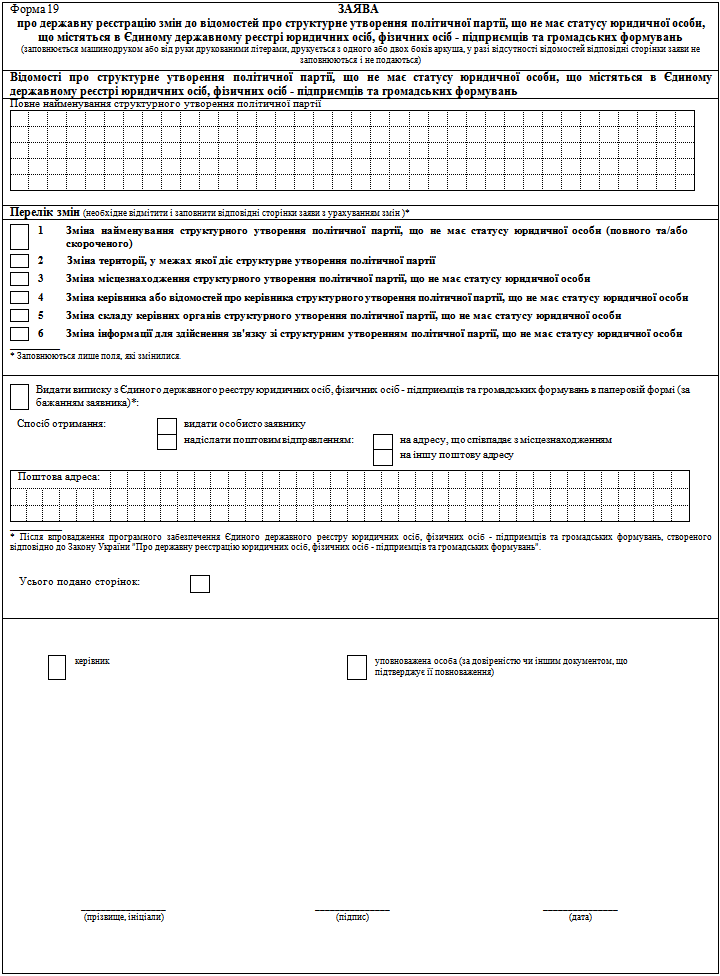 Форма 19
ЗАЯВА
про державну реєстрацію змін до відомостей про структурне утворення політичної партії, що не має статусу юридичної особи,
що містяться в Єдиному державному реєстрі юридичних осіб, фізичних осіб - підприємців та громадських формувань
(заповнюється машинодруком або від руки друкованими літерами, друкується з одного або двох боків аркуша, у разі відсутності відомостей відповідні сторінки заяви не
заповнюються і не подаються)
Відомості про структурне утворення політичної партії, що не має статусу юридичної особи, що містяться в Єдиному
державному реєстрі юридичних осіб, фізичних осіб - підприємців та громадських формувань
Повне найменування структурного утворення політичної партії
Перелік змін (необхідне відмітити і заповнити відповідні сторінки заяви з урахуванням змін )*
1 Зміна найменування структурного утворення політичної партії, що не має статусу юридичної особи (повного та/або
скороченого)
2 Зміна території, у межах якої діє структурне утворення політичної партії
3 Зміна місцезнаходження структурного утворення політичної партії, що не має статусу юридичної особи
4 Зміна керівника або відомостей про керівника структурного утворення політичної партії, що не має статусу юридичної особи
5 Зміна складу керівних органів структурного утворення політичної партії, що не має статусу юридичної особи
6 Зміна інформації для здійснення зв'язку зі структурним утворенням політичної партії, що не має статусу юридичної особи
* Заповнюються лише поля, які змінилися.
Видати виписку з Єдиного державного реєстру юридичних осіб, фізичних осіб - підприємців та громадських формувань в паперовій формі (за
бажанням заявника)*:
Спосіб отримання: видати особисто заявнику
надіслати поштовим відправленням: на адресу, що співпадає з місцезнаходженням
на іншу поштову адресу
Поштова адреса:
* Після впровадження програмного забезпечення Єдиного державного реєстру юридичних осіб, фізичних осіб - підприємців та громадських формувань, створеного
відповідно до Закону України "Про державну реєстрацію юридичних осіб, фізичних осіб - підприємців та громадських формувань".
Усього подано сторінок:
керівник уповноважена особа (за довіреністю чи іншим документом, що
підтверджує її повноваження)
(прізвище, ініціали) (підпис) (дата)